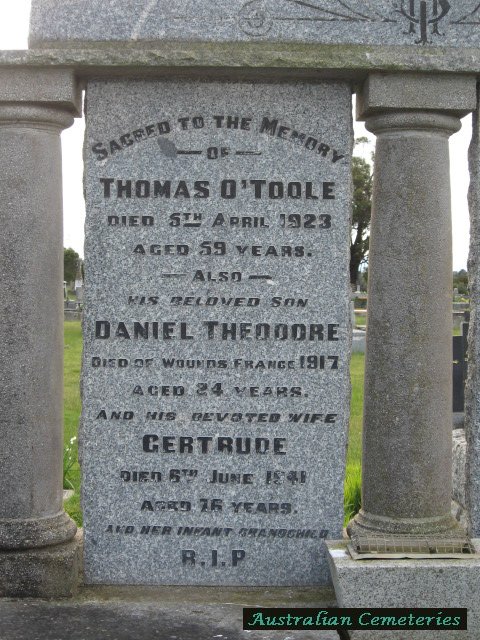 IHS
SACRED TO THE MEMORY
— OF —
THOMAS O'TOOLE
DIED 5TH APRIL 1923
AGED 59 YEARS.
— ALSO —
HIS BELOVED SON
DANIEL THEODORE
DIED OF WOUNDS FRANCE 1917
AGED 24 YEARS.
AND HIS DEVOTED WIFE
GERTRUDE
DIED 6TH JUNE 1941
AGED 76 YEARS.
AND HER INFANT GRANDCHILD
R.I.P
Australian Cemeteries